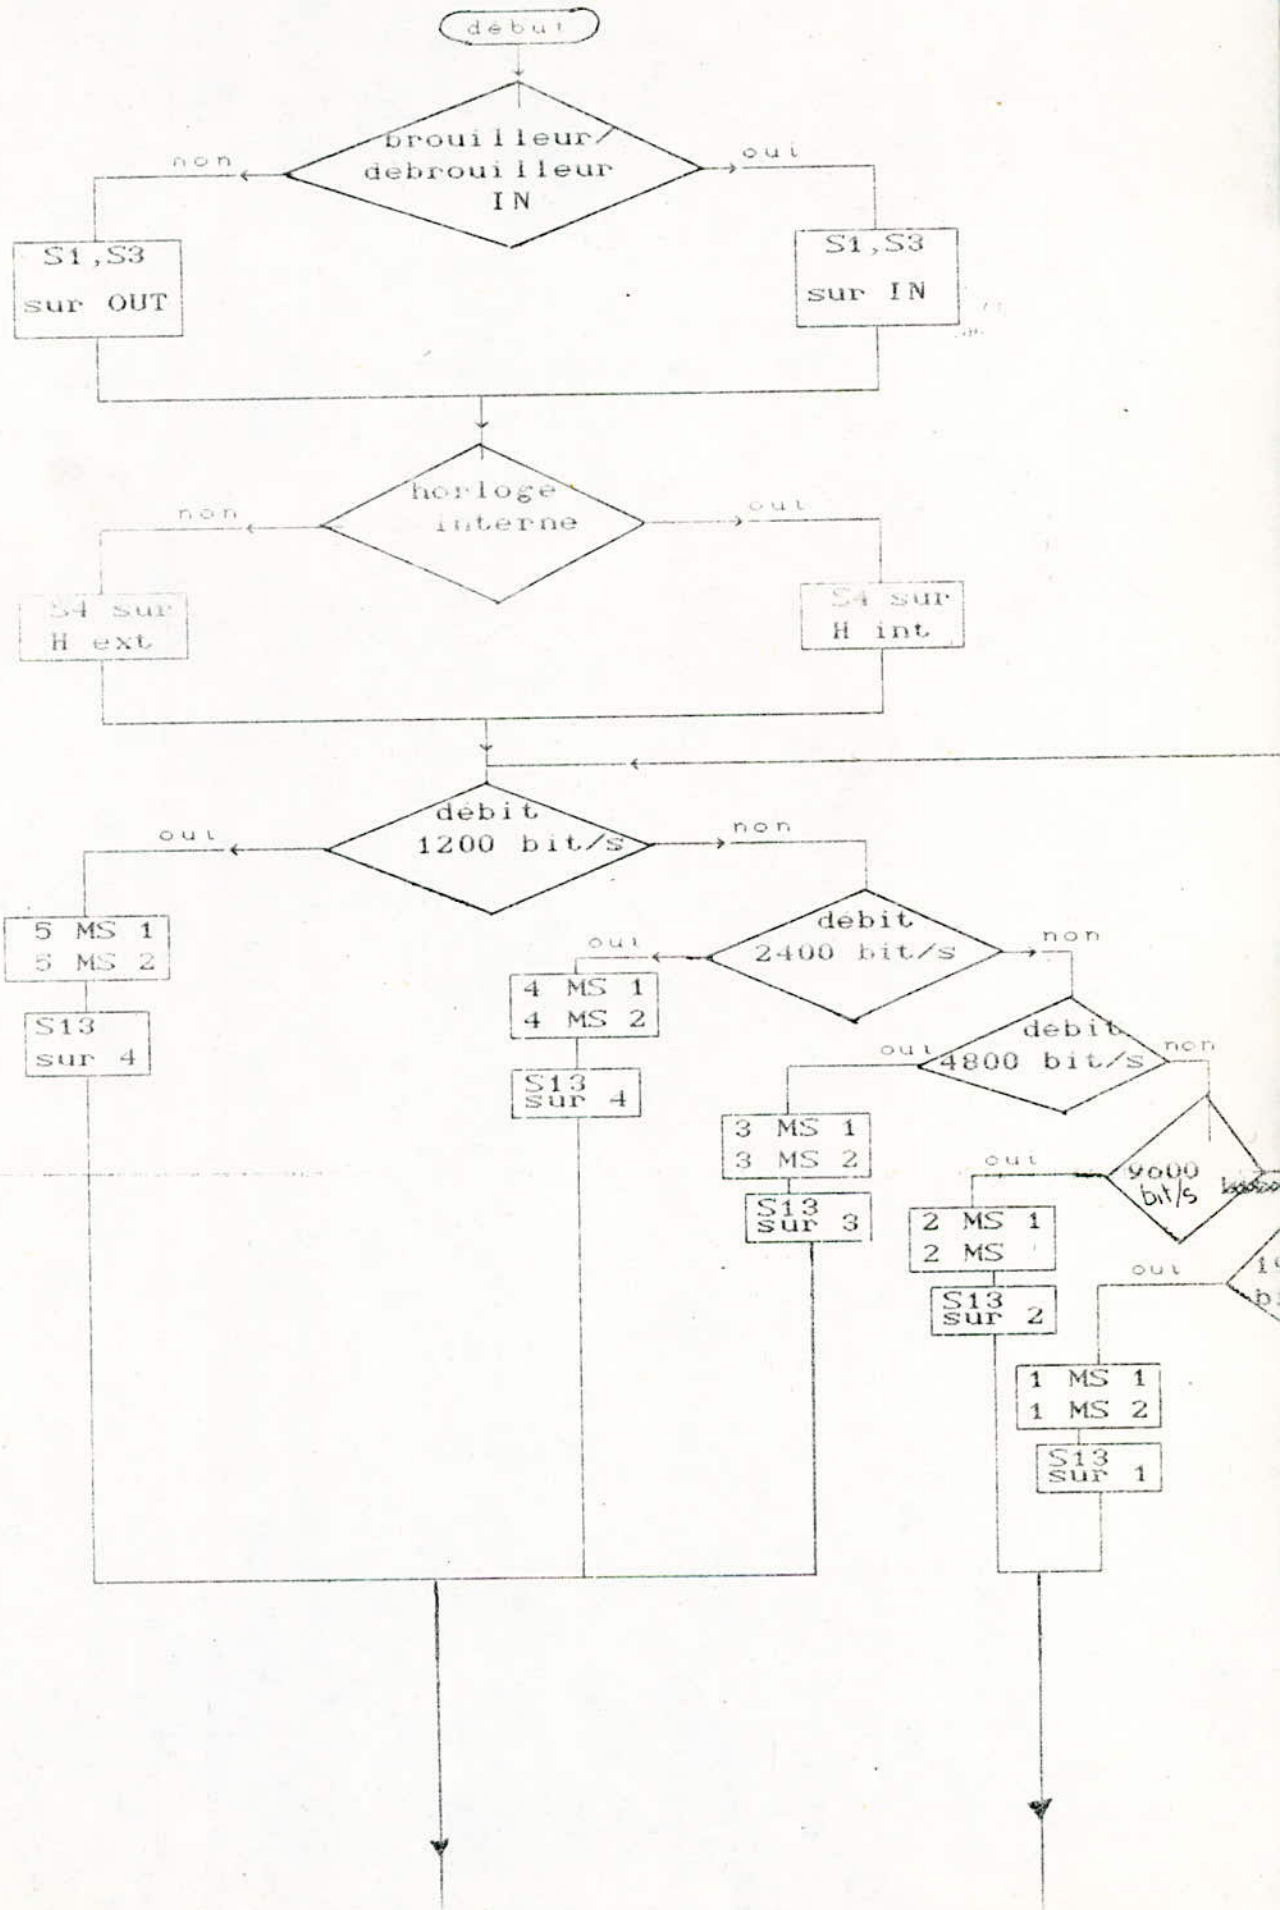 début
brouilleur/
débrouilleur
IN
non
oui
S1,S3
sur OUT
S1,S3
sur IN
horloge
interne
non
oui
S4 sur
H ext
S4 sur
H int
débit
1200 bit/s
oui
non
5 MS 1
5 MS 2
S13
sur 4
débit
2400 bit/s
oui
non
4 MS 1
4 MS 2
S13
sur 4
débit
4800 bit/s
oui
non
3 MS 1
3 MS 2
S13
sur 3
9600
bit/s
oui
2 MS 1
2 MS
S13
sur 2
oui
1 MS 1
1 MS 2
S13
sur 1